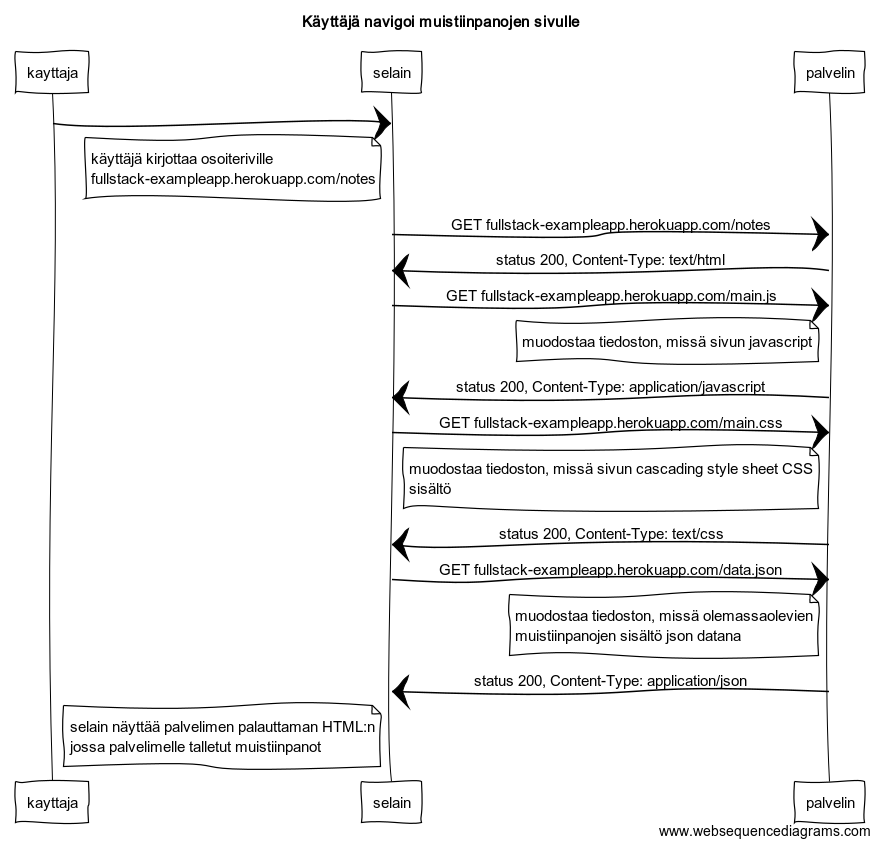 Käyttäjä navigoi muistiinpanojen sivulle
kayttaja
selain
palvelin
käyttäjä kirjottaa osoiteriville
fullstack-exampleapp.herokuapp.com/notes
GET fullstack-exampleapp.herokuapp.com/notes
status 200, Content-Type: text/html
GET fullstack-exampleapp.herokuapp.com/main.js
muodostaa tiedoston, missä sivun javascript
status 200, Content-Type: application/javascript
GET fullstack-exampleapp.herokuapp.com/main.css
muodostaa tiedoston, missä sivun cascading style sheet CSS
sisältö
status 200, Content-Type: text/css
GET fullstack-exampleapp.herokuapp.com/data.json
muodostaa tiedoston, missä olemassaolevien
muistiinpanojen sisältö json datana
status 200, Content-Type: application/json
selain näyttää palvelimen palauttaman HTML:n
jossa palvelimelle talletut muistiinpanot
kayttaja
selain
palvelin
www.websequencediagrams.com